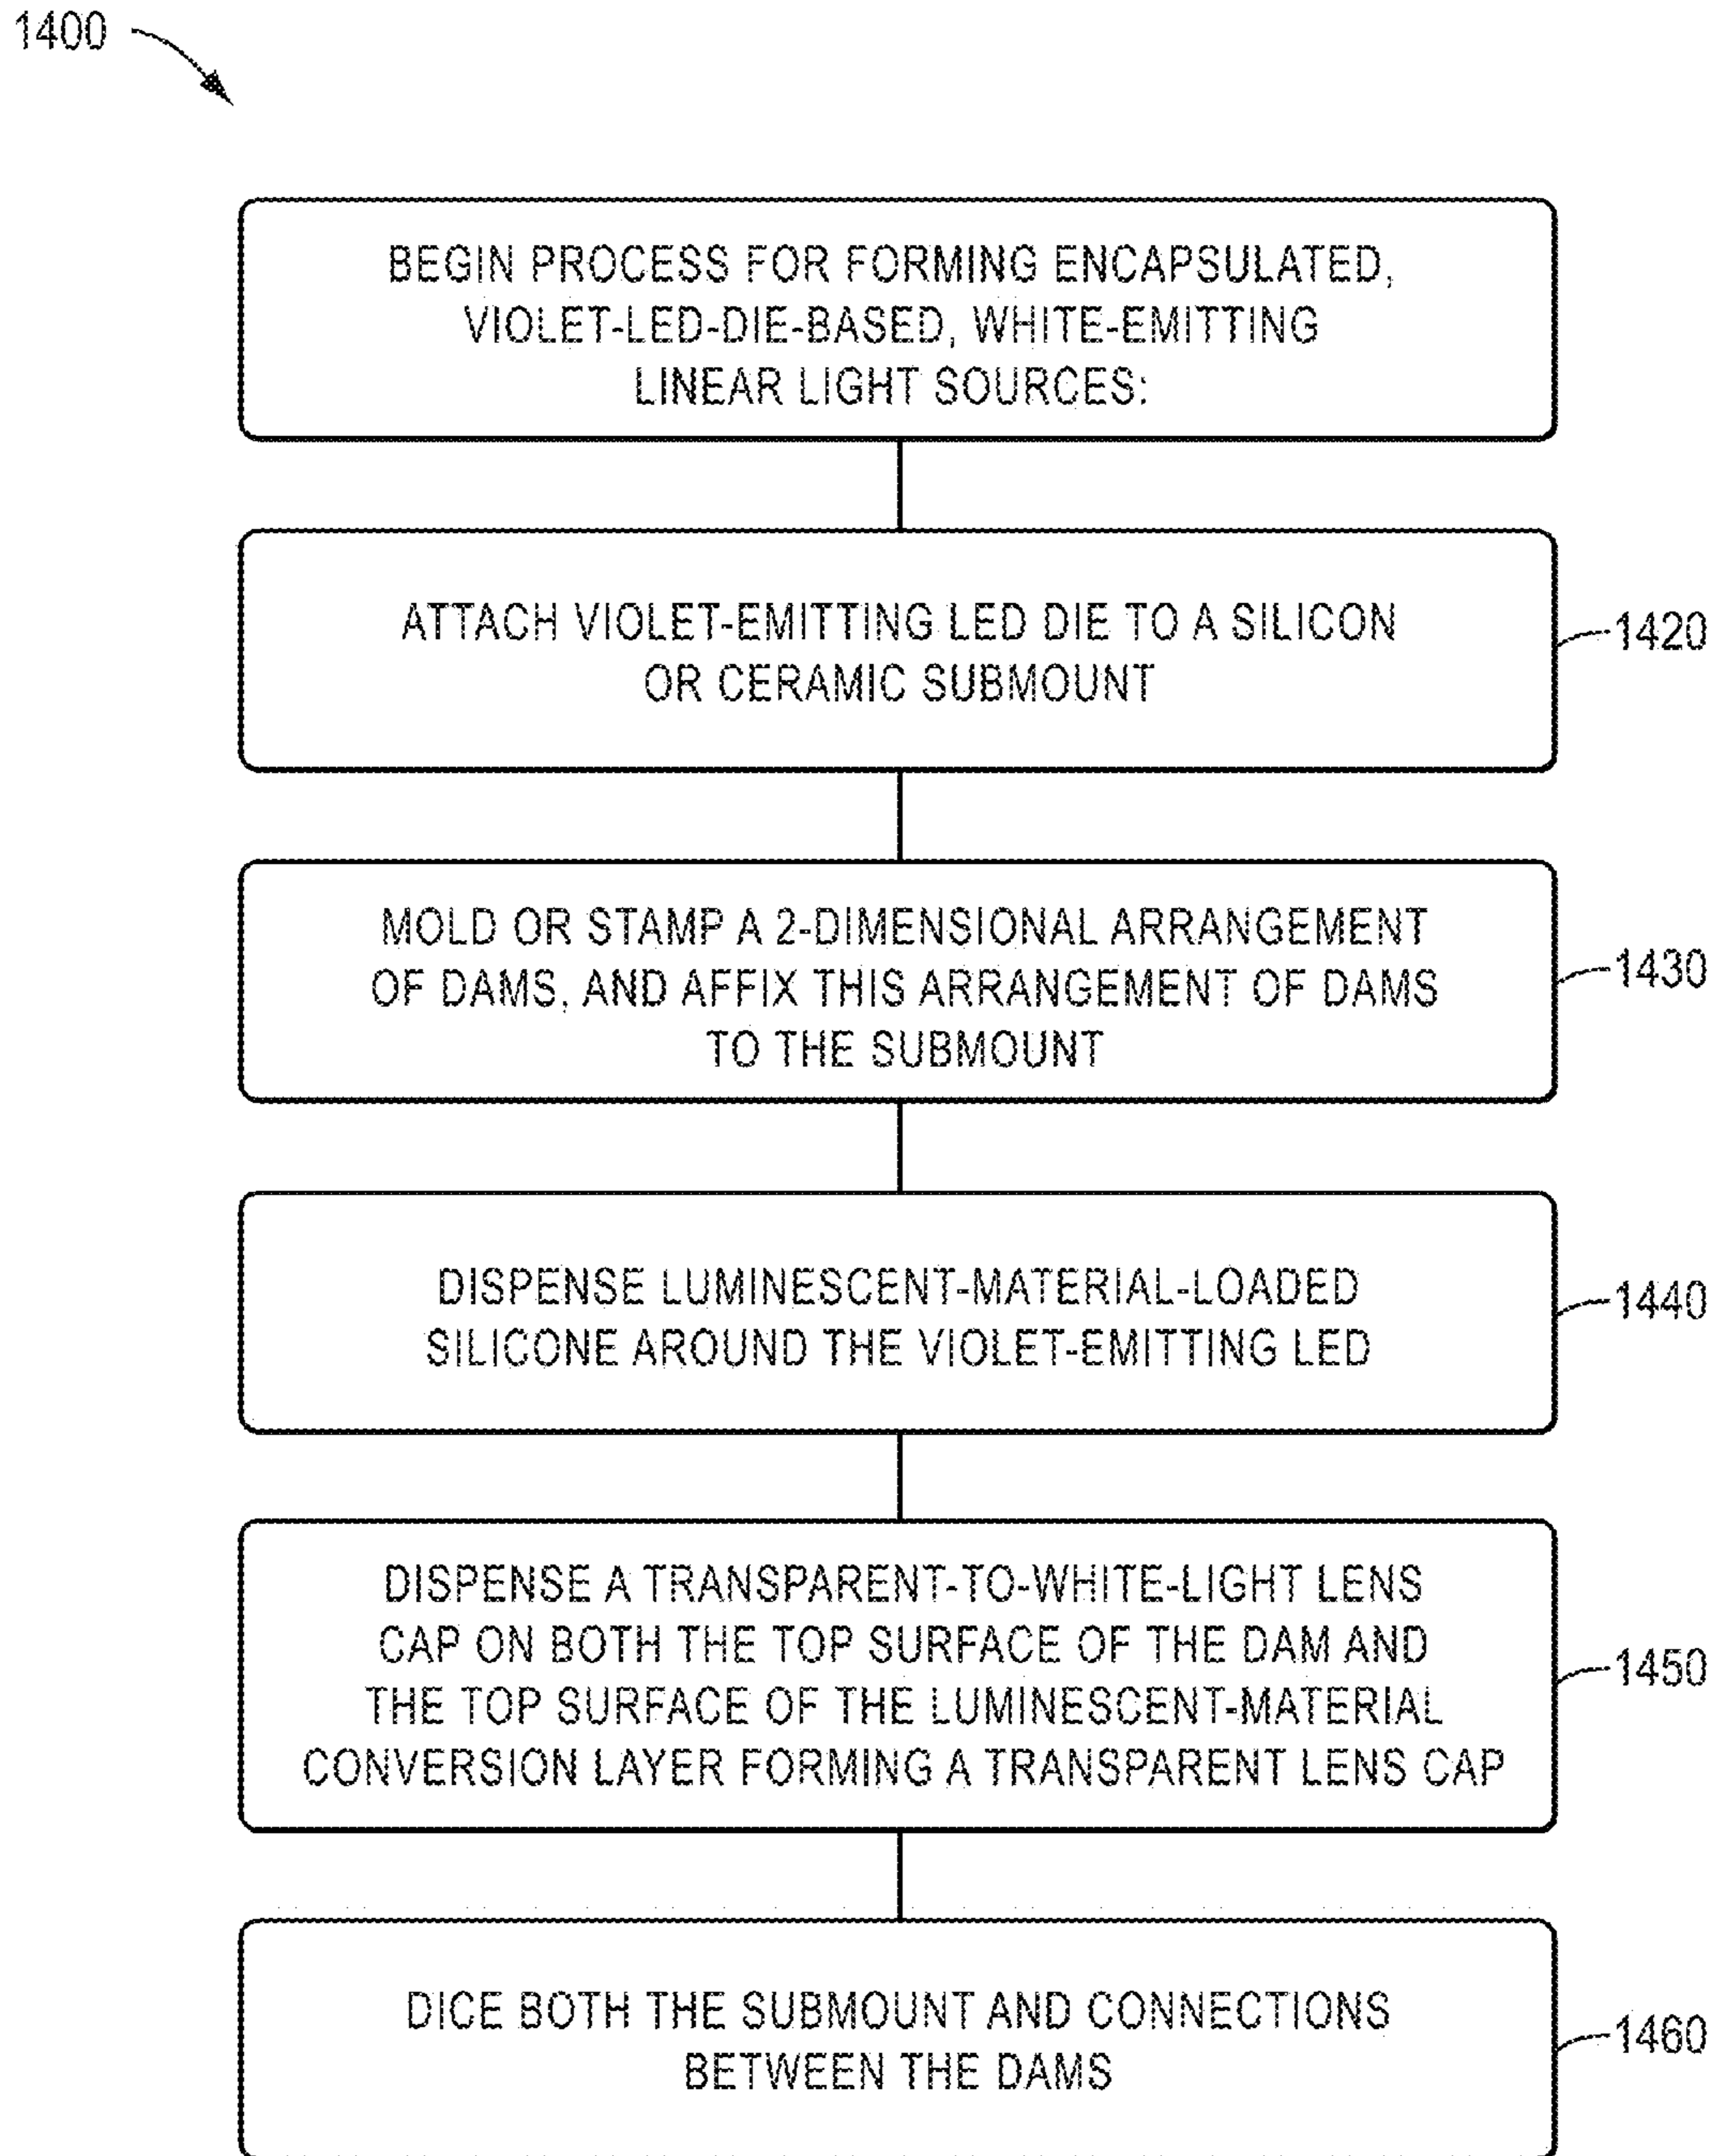 1400
BEGIN PROCESS FOR FORMING ENCAPSULATED,
VIOLET-LED-DIE-BASED, WHITE-EMITTING
LINEAR LIGHT SOURCES:
ATTACH VIOLET-EMITTING LED DIE TO A SILICON
OR CERAMIC SUBMOUNT
1420
MOLD OR STAMP A 2-DIMENSIONAL ARRANGEMENT
OF DAMS, AND AFFIX THIS ARRANGEMENT OF DAMS
TO THE SUBMOUNT
1430
DISPENSE LUMINESCENT-MATERIAL-LOADED
SILICONE AROUND THE VIOLET-EMITTING LED
1440
DISPENSE A TRANSPARENT-TO-WHITE-LIGHT LENS
CAP ON BOTH THE TOP SURFACE OF THE DAM AND
THE TOP SURFACE OF THE LUMINESCENT-MATERIAL
CONVERSION LAYER FORMING A TRANSPARENT LENS CAP
1450
DICE BOTH THE SUBMOUNT AND CONNECTIONS
BETWEEN THE DAMS
1460